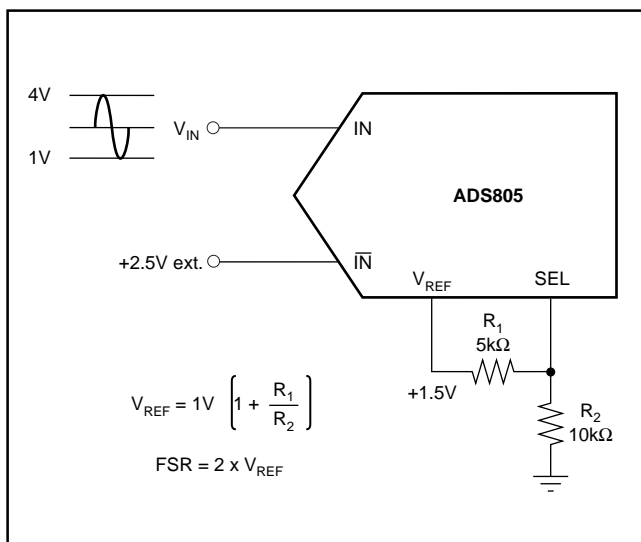 4V
V_IN
1V
IN
ADS805
+2.5V ext.
I̅N̅
V_REF
SEL
R_1
5kΩ
+1.5V
R_2
10kΩ
V_REF = 1V (1 + R_1 / R_2)
FSR = 2 x V_REF